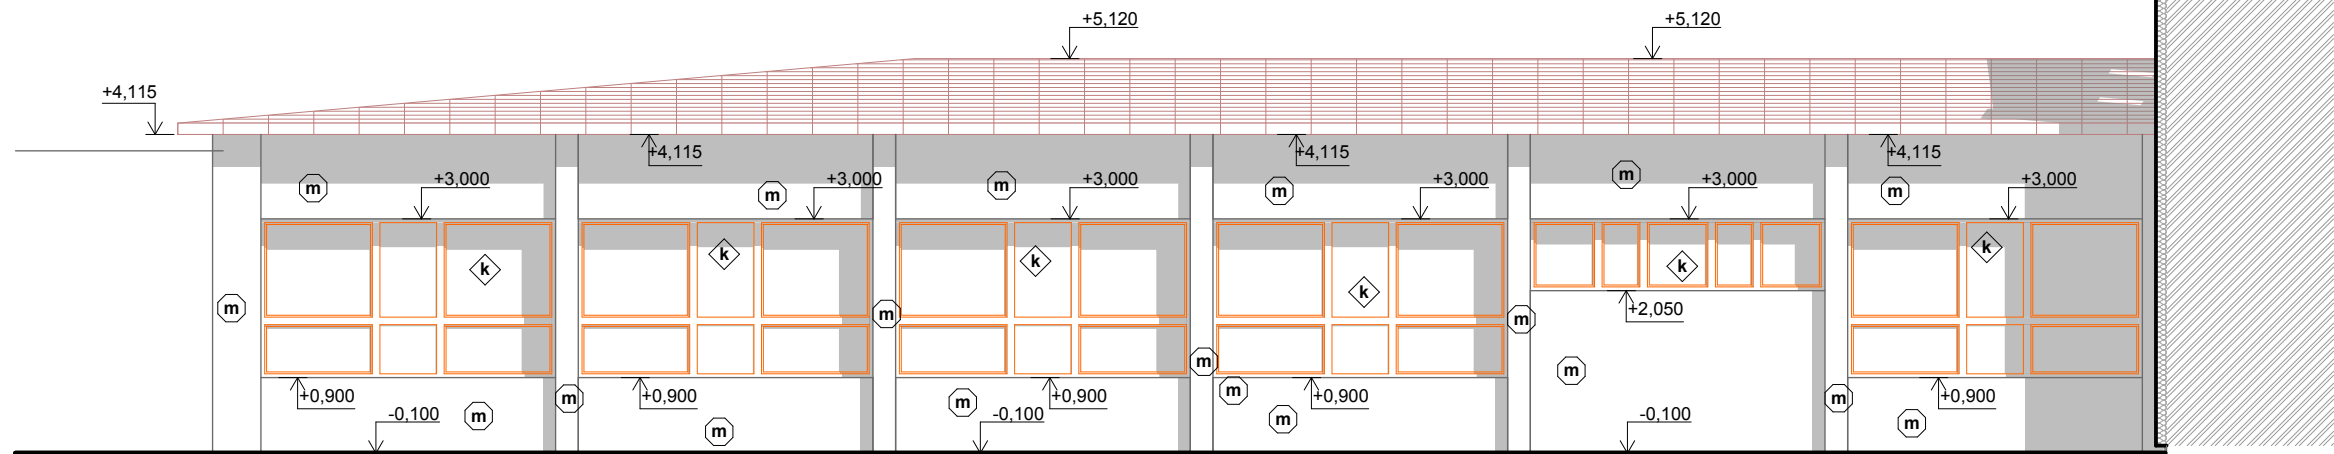 +5,120 +5,120
+4,115
+4,115 +4,115 +4,115
m m m m m m
+3,000 +3,000 +3,000 +3,000 +3,000 +3,000
k k k k k k
m m m +2,050
m m
+0,900 +0,900 +0,900 +0,900 +0,900
m m m m m
-0,100 -0,100 -0,100
m m m m